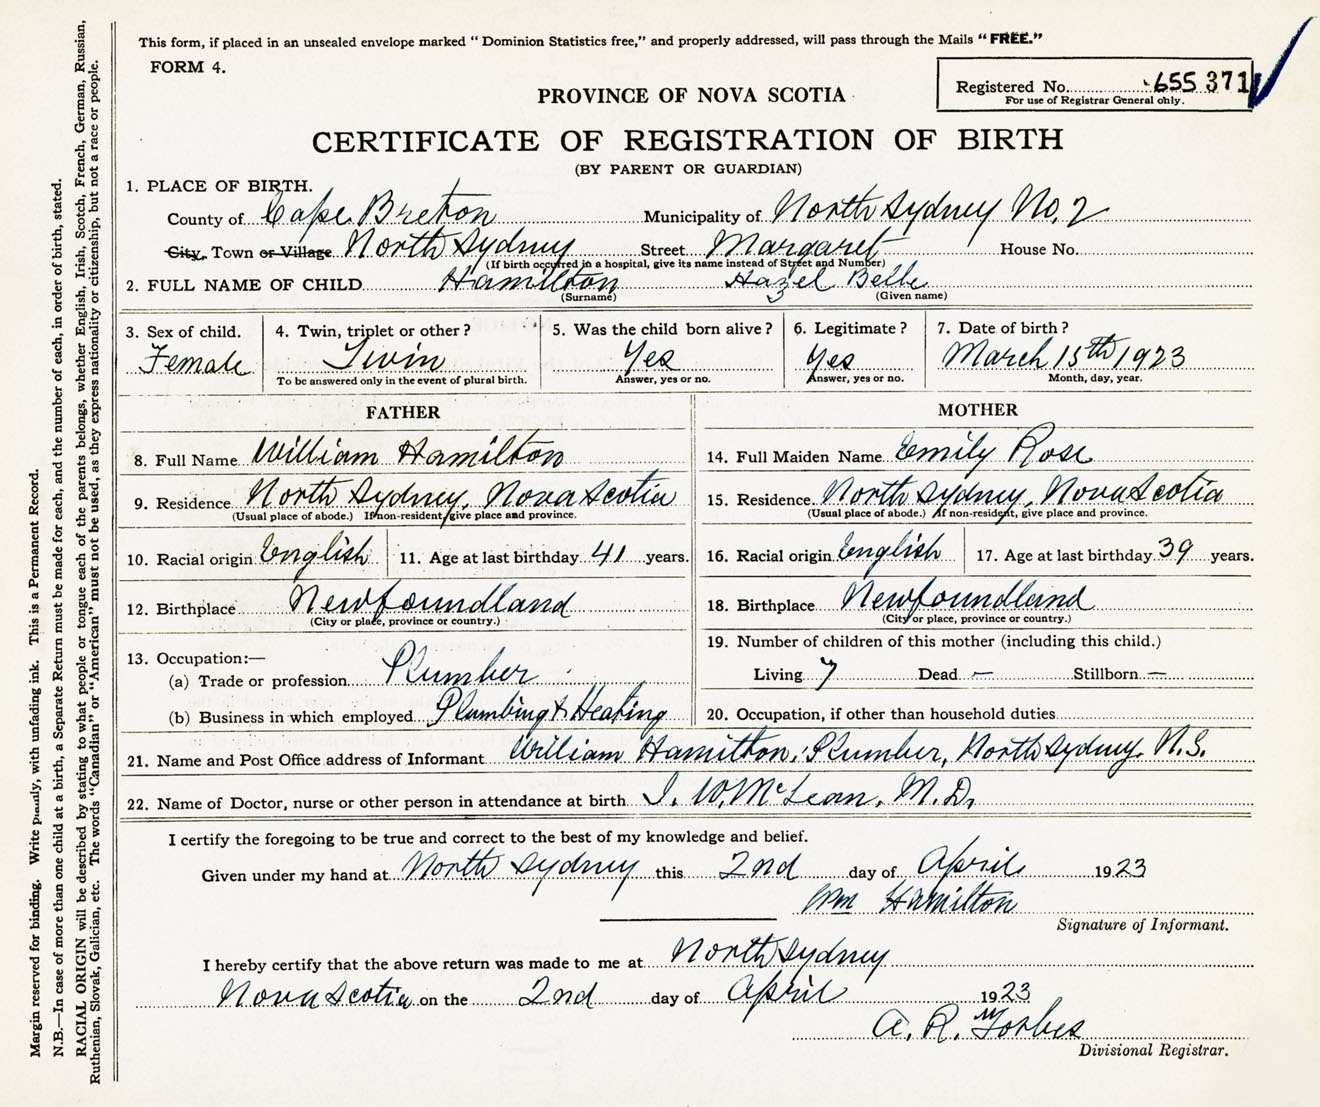 This form, if placed in an unsealed envelope marked "Dominion Statistics free," and properly addressed, will pass through the Mails "FREE."
FORM 4.
Registered No. 655 371
For use of Registrar General only.
PROVINCE OF NOVA SCOTIA
CERTIFICATE OF REGISTRATION OF BIRTH
(BY PARENT OR GUARDIAN)
1. PLACE OF BIRTH.
County of Cape Breton Municipality of North Sydney No. 2
City, Town or Village North Sydney Street Margaret House No.
(If birth occurred in a hospital, give its name instead of Street and Number)
2. FULL NAME OF CHILD Hamilton Hazel Belle
(Surname) (Given name)
3. Sex of child. 4. Twin, triplet or other? 5. Was the child born alive? 6. Legitimate? 7. Date of birth?
Female Twin Yes Yes March 15th 1923
To be answered only in the event of plural birth. Answer, yes or no. Answer, yes or no. Month, day, year.
FATHER MOTHER
8. Full Name William Hamilton 14. Full Maiden Name Emily Rose
9. Residence North Sydney, Nova Scotia 15. Residence North Sydney, Nova Scotia
(Usual place of abode.) If non-resident, give place and province. (Usual place of abode.) If non-resident, give place and province.
10. Racial origin English 11. Age at last birthday 41 years. 16. Racial origin English 17. Age at last birthday 39 years.
12. Birthplace Newfoundland 18. Birthplace Newfoundland
(City or place, province or country.) (City or place, province or country.)
13. Occupation:— 19. Number of children of this mother (including this child.)
(a) Trade or profession Plumber Living 7 Dead — Stillborn —
(b) Business in which employed Plumbing & Heating 20. Occupation, if other than household duties
21. Name and Post Office address of Informant William Hamilton, Plumber, North Sydney, N.S.
22. Name of Doctor, nurse or other person in attendance at birth J. W. McLean, M.D.
I certify the foregoing to be true and correct to the best of my knowledge and belief.
Given under my hand at North Sydney this 2nd day of April 1923
Wm Hamilton
Signature of Informant.
I hereby certify that the above return was made to me at North Sydney
Nova Scotia on the 2nd day of April 1923
A. R. Forbes
Divisional Registrar.
Margin reserved for binding. Write plainly, with unfading ink. This is a Permanent Record.
N.B.—In case of more than one child at a birth, a Separate Return must be made for each, and the number of each, in order of birth, stated.
RACIAL ORIGIN will be described by stating to what people or tongue each of the parents belongs, whether English, Irish, Scotch, French, German, Russian,
Ruthenian, Slovak, Galician, etc. The words "Canadian" or "American" must not be used, as they express nationality or citizenship, but not a race or people.